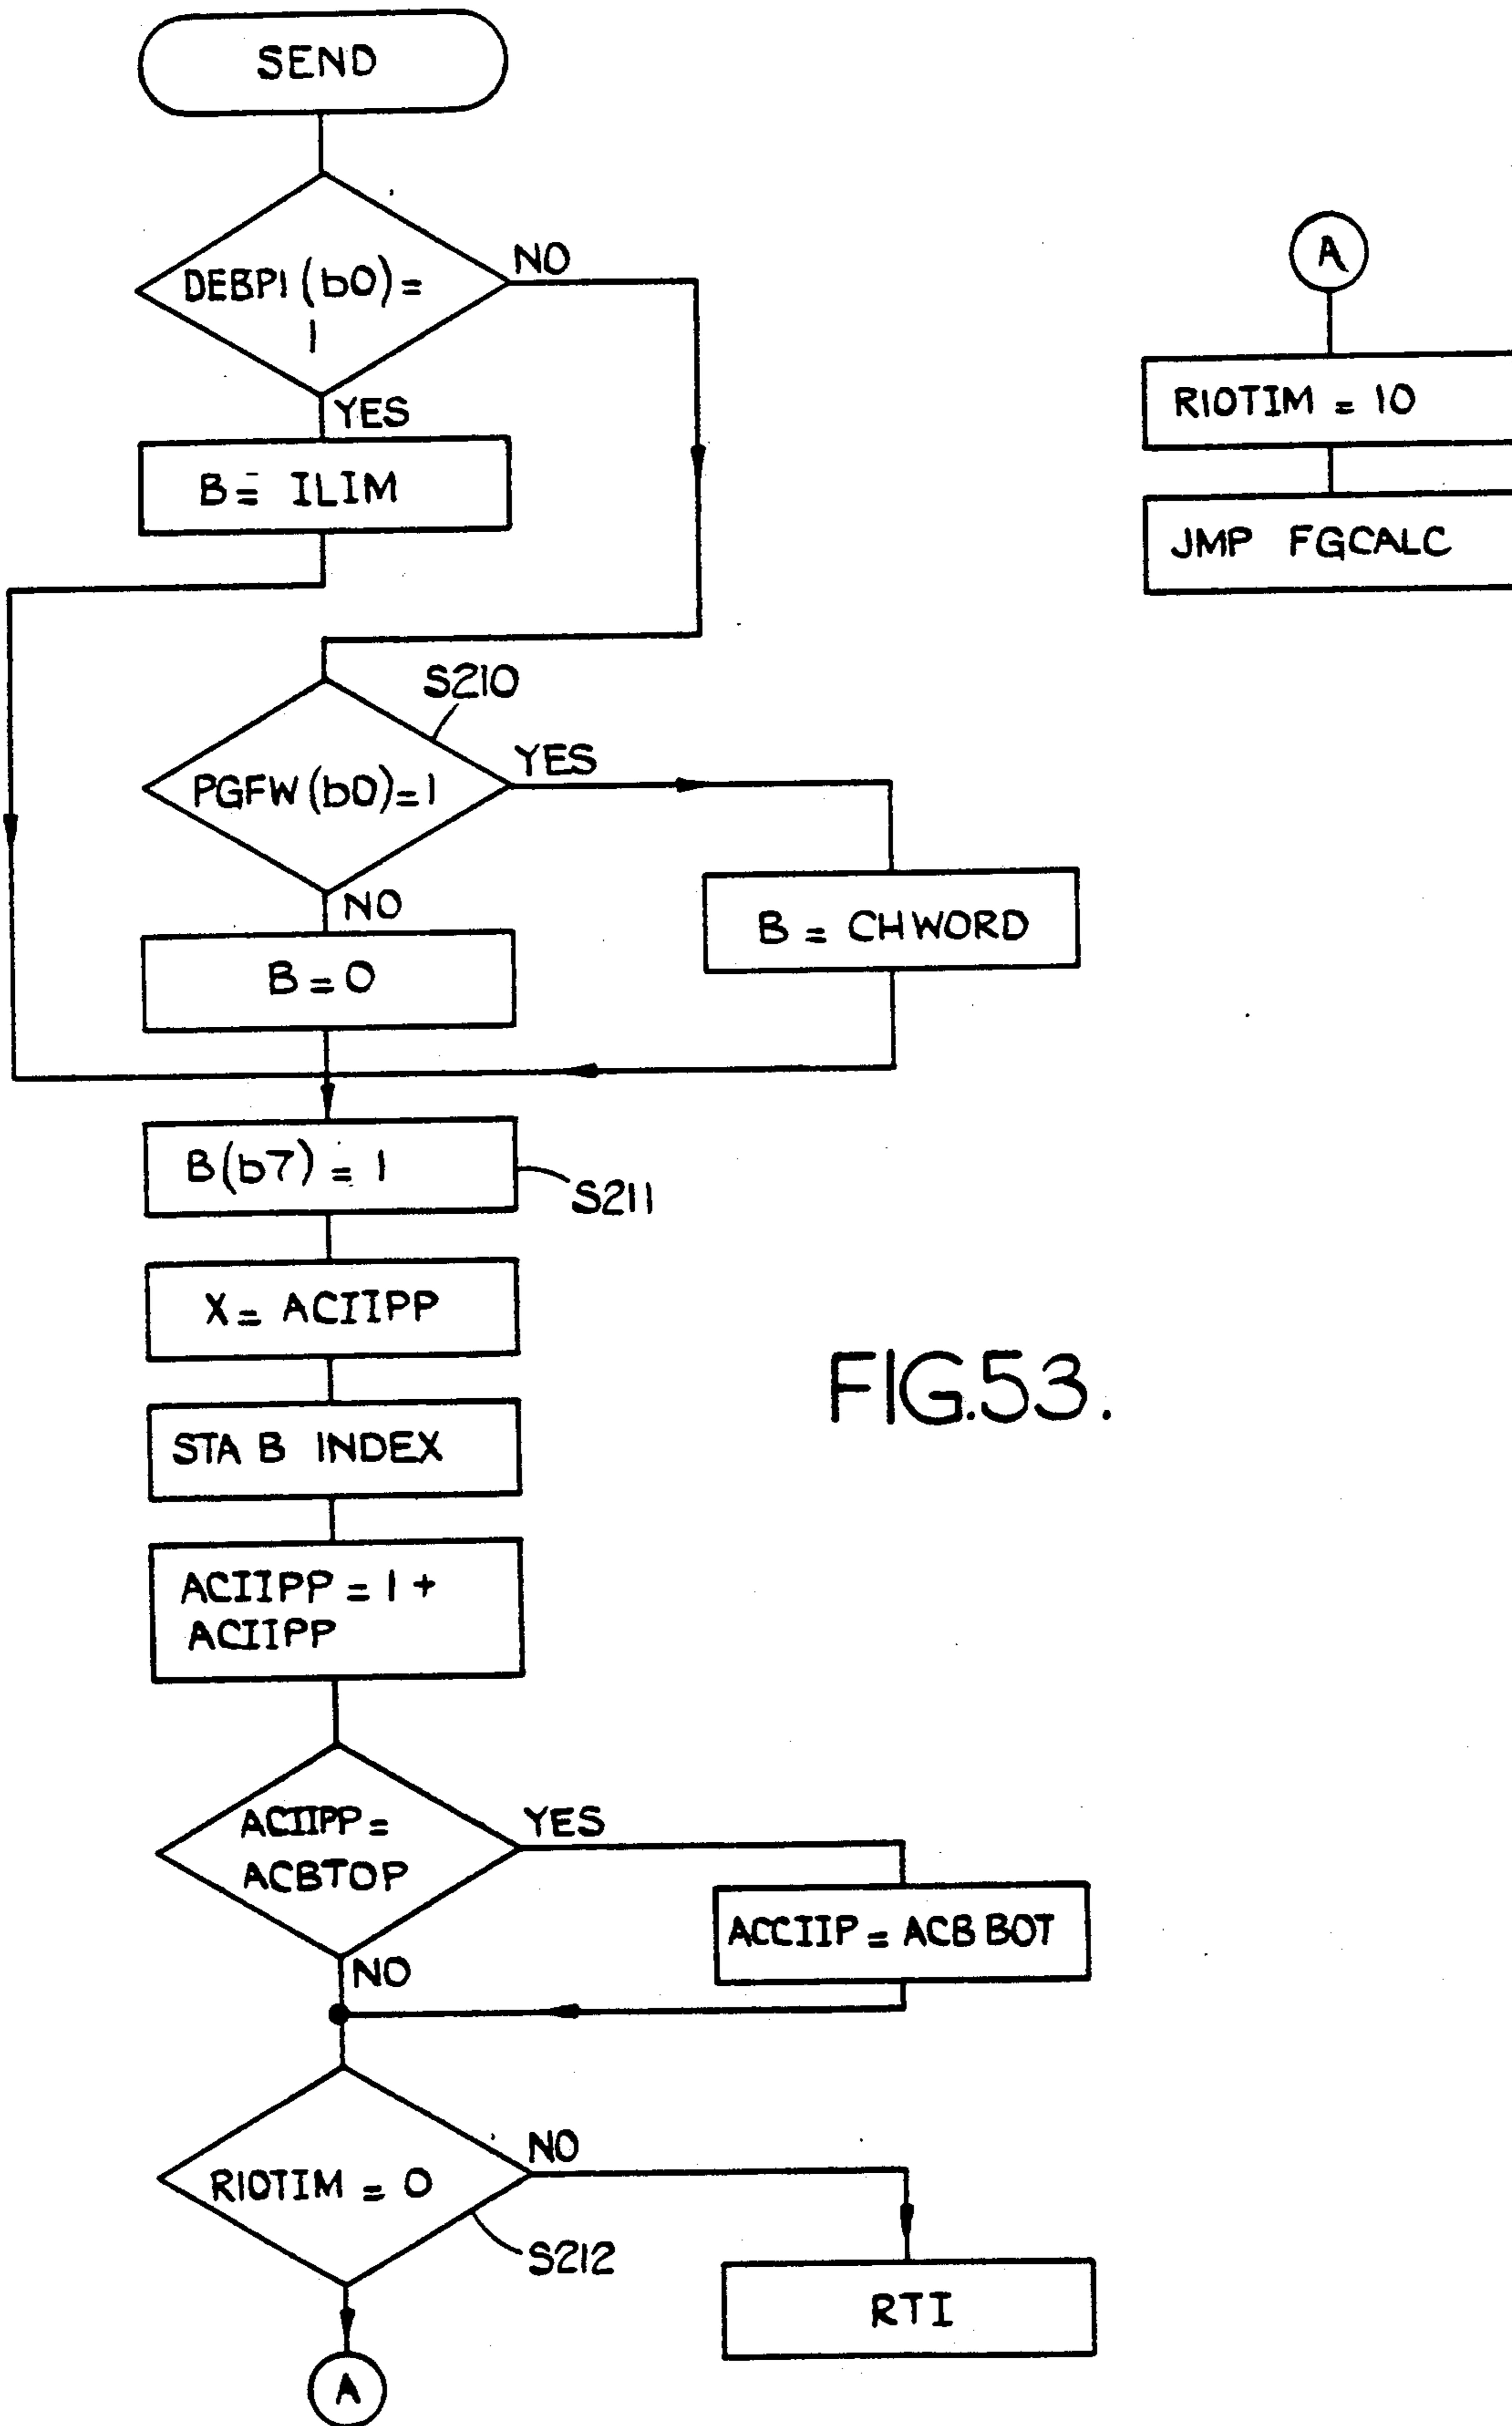 SEND
DEBPI (b0) =
1
NO
YES
B = ILIM
S210
PGFW (b0) = 1
YES
NO
B = CHWORD
B = 0
B(b7) = 1
S211
X = ACIIPP
STA B INDEX
ACIIPP = 1 +
ACIIPP
ACIIPP =
ACBTOP
YES
ACCIIP = ACB BOT
NO
RIOTIM = 0
NO
S212
RTI
A
A
RIOTIM = 10
JMP FGCALC
FIG.53.